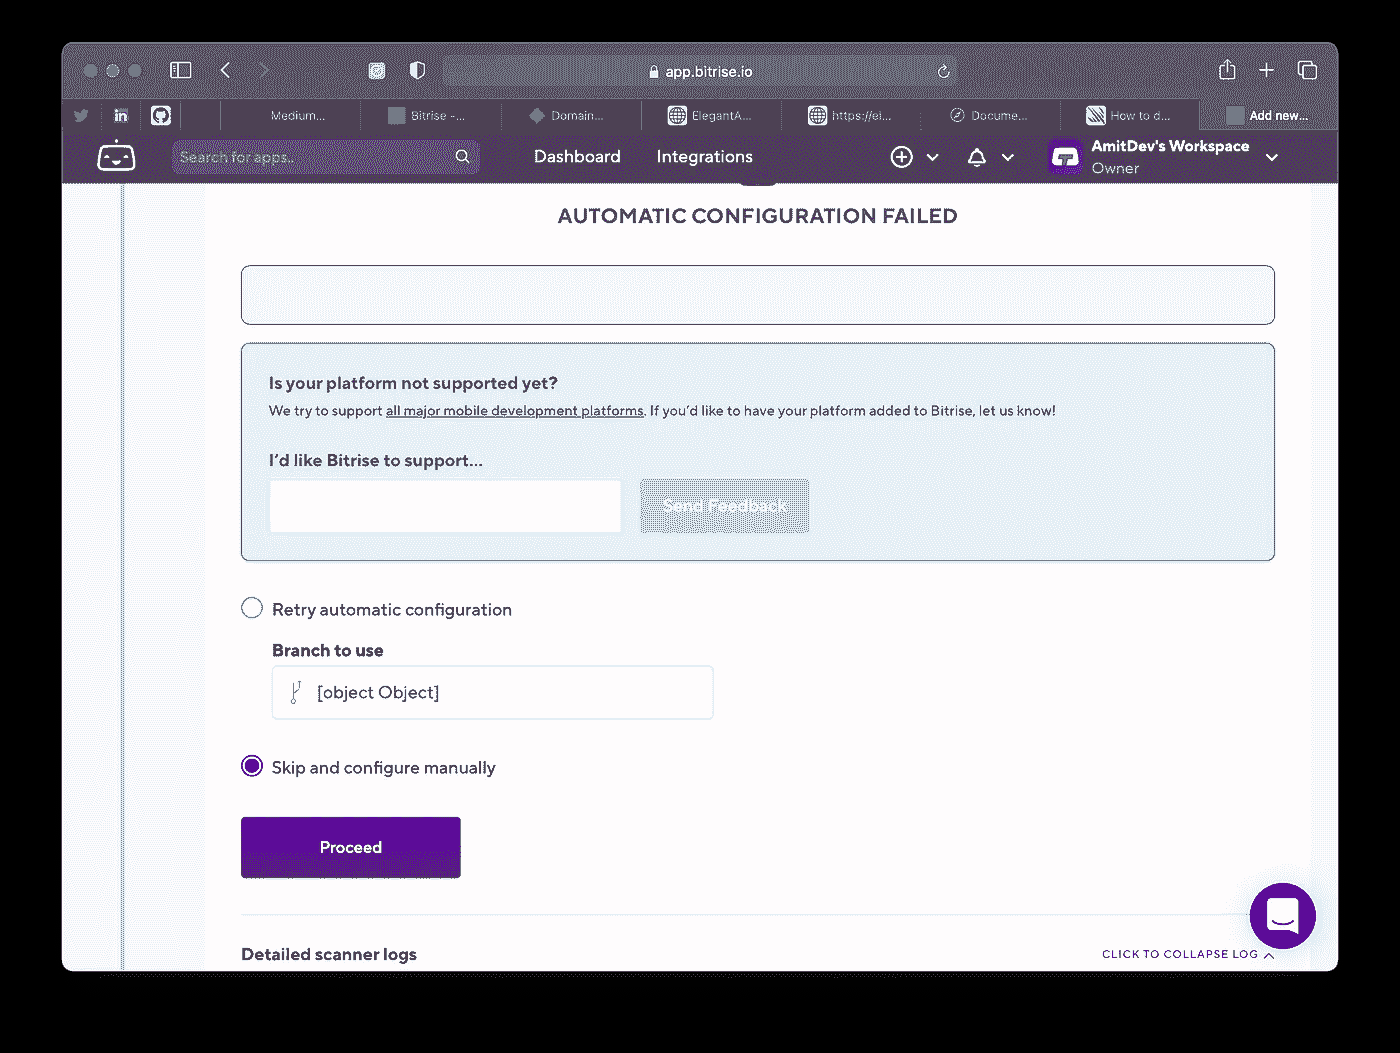 app.bitrise.io
Medium...
Bitrise -...
Domain...
ElegantA...
https://ei...
Docume...
How to d...
Add new...
in
Search for apps..
Dashboard
Integrations
AmitDev's Workspace
Owner
AUTOMATIC CONFIGURATION FAILED
Is your platform not supported yet?
We try to support all major mobile development platforms. If you'd like to have your platform added to Bitrise, let us know!
I'd like Bitrise to support...
Send Feedback
Retry automatic configuration
Branch to use
[object Object]
Skip and configure manually
Proceed
Detailed scanner logs
CLICK TO COLLAPSE LOG